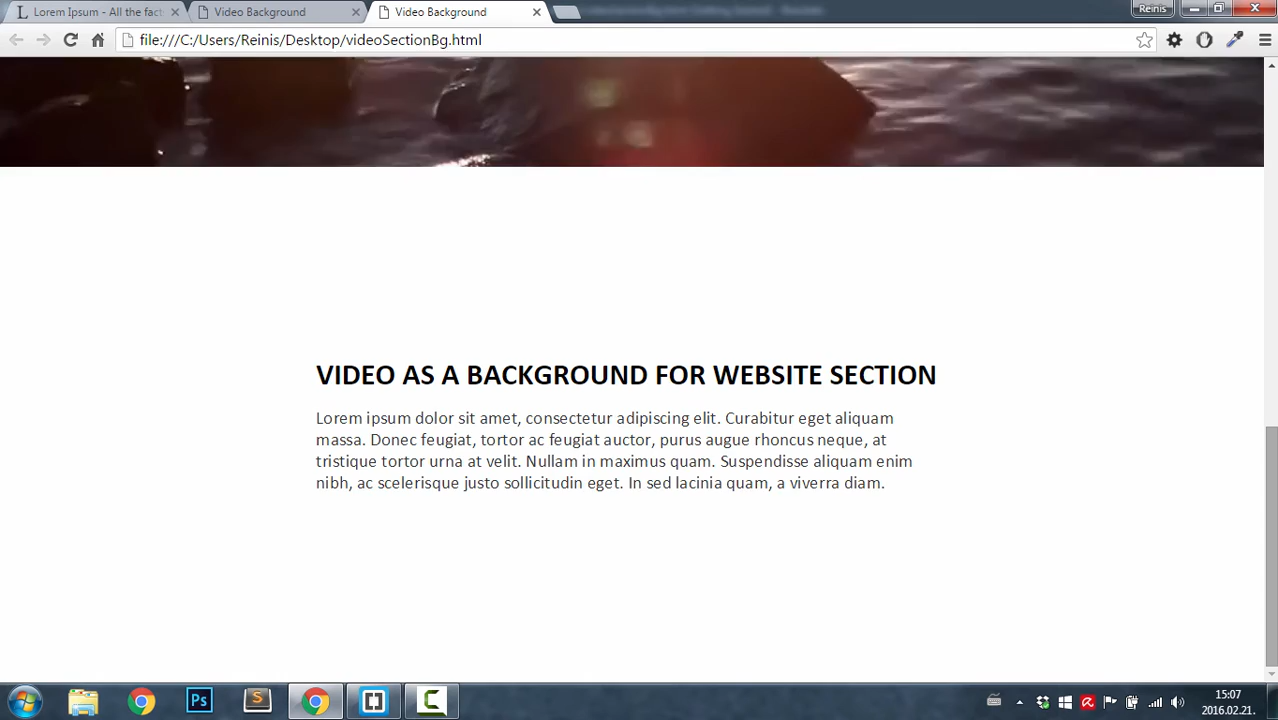 Lorem Ipsum - All the fact
Video Background
Video Background
Reinis
file:///C:/Users/Reinis/Desktop/videoSectionBg.html
VIDEO AS A BACKGROUND FOR WEBSITE SECTION
Lorem ipsum dolor sit amet, consectetur adipiscing elit. Curabitur eget aliquam
massa. Donec feugiat, tortor ac feugiat auctor, purus augue rhoncus neque, at
tristique tortor urna at velit. Nullam in maximus quam. Suspendisse aliquam enim
nibh, ac scelerisque justo sollicitudin eget. In sed lacinia quam, a viverra diam.
Ps
15:07
2016.02.21.